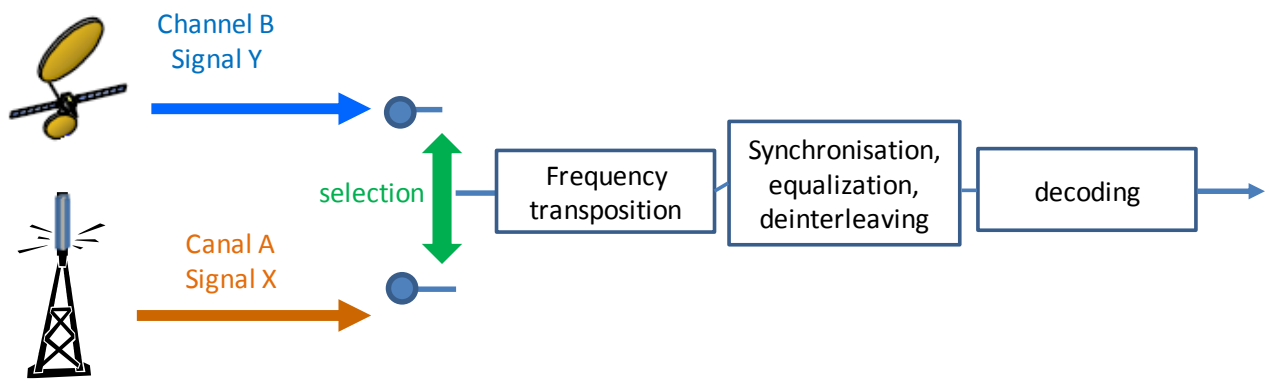 Channel B
Signal Y
selection
Canal A
Signal X
Frequency
transposition
Synchronisation,
equalization,
deinterleaving
decoding